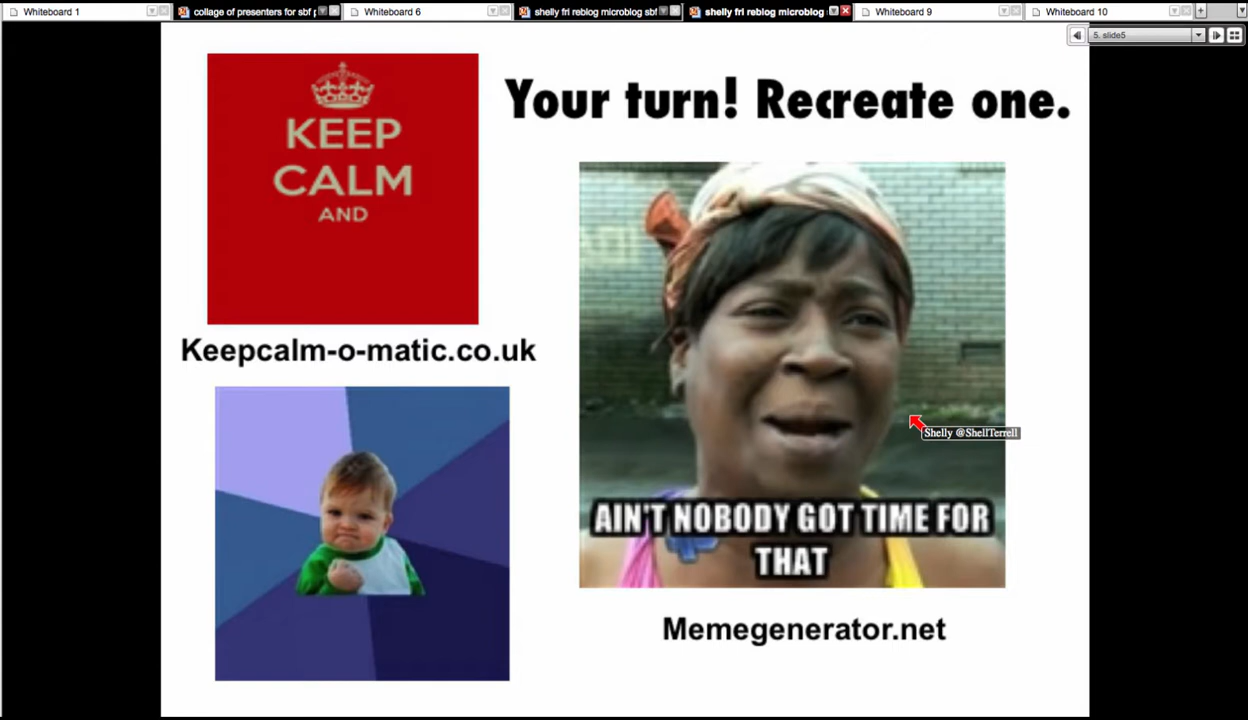 Whiteboard 1
collage of presenters for sbf p
Whiteboard 6
shelly fri reblog microblog sbf
shelly fri reblog microblog
Whiteboard 9
Whiteboard 10
5. slide5
KEEP
CALM
AND
Your turn! Recreate one.
Keepcalm-o-matic.co.uk
Shelly @ShellTerrell
AIN'T NOBODY GOT TIME FOR
THAT
Memegenerator.net